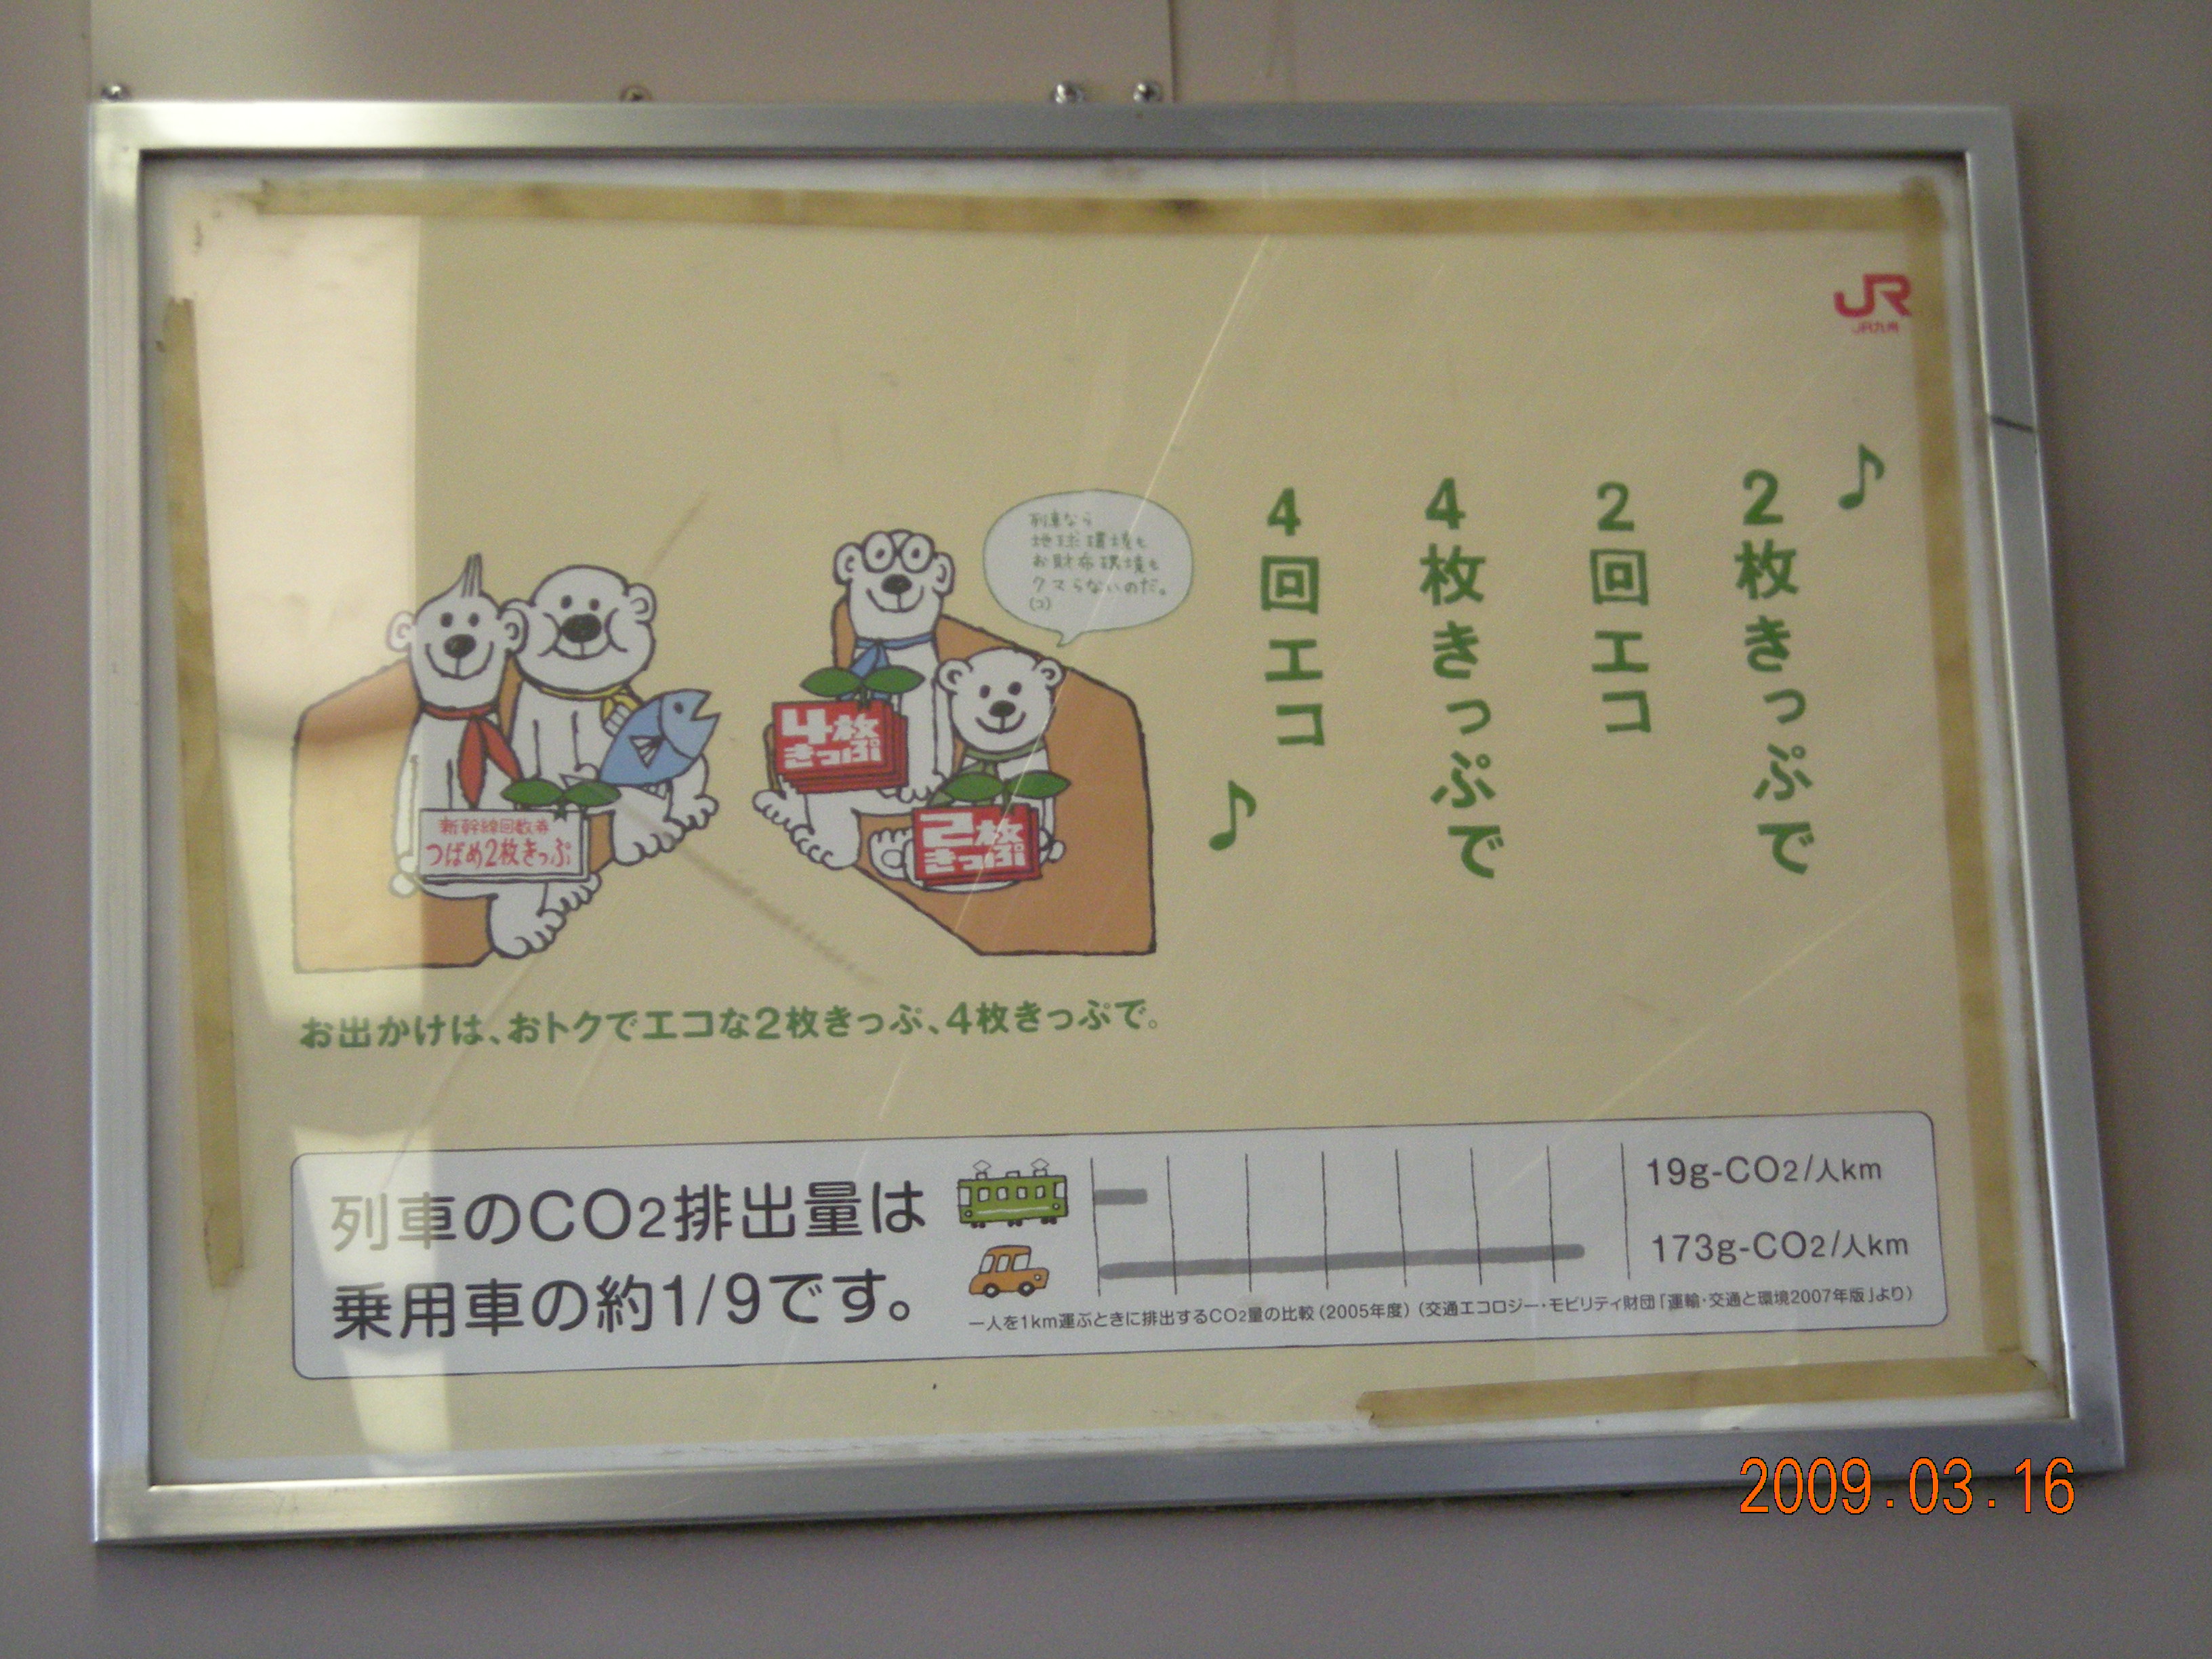 JR
JR九州
♪
2枚きっぷで
2回エコ
4枚きっぷで
4回エコ
♪
列車なら
地球環境も
お財布環境も
クマらないのだ。
(コ)
4枚
きっぷ
2枚
きっぷ
新幹線回数券
つばめ2枚きっぷ
お出かけは、おトクでエコな2枚きっぷ、4枚きっぷで。
列車のCO2排出量は
乗用車の約1/9です。
19g-CO2/人km
173g-CO2/人km
一人を1km運ぶときに排出するCO2量の比較(2005年度)(交通エコロジー・モビリティ財団「運輸・交通と環境2007年版」より)
2009.03.16